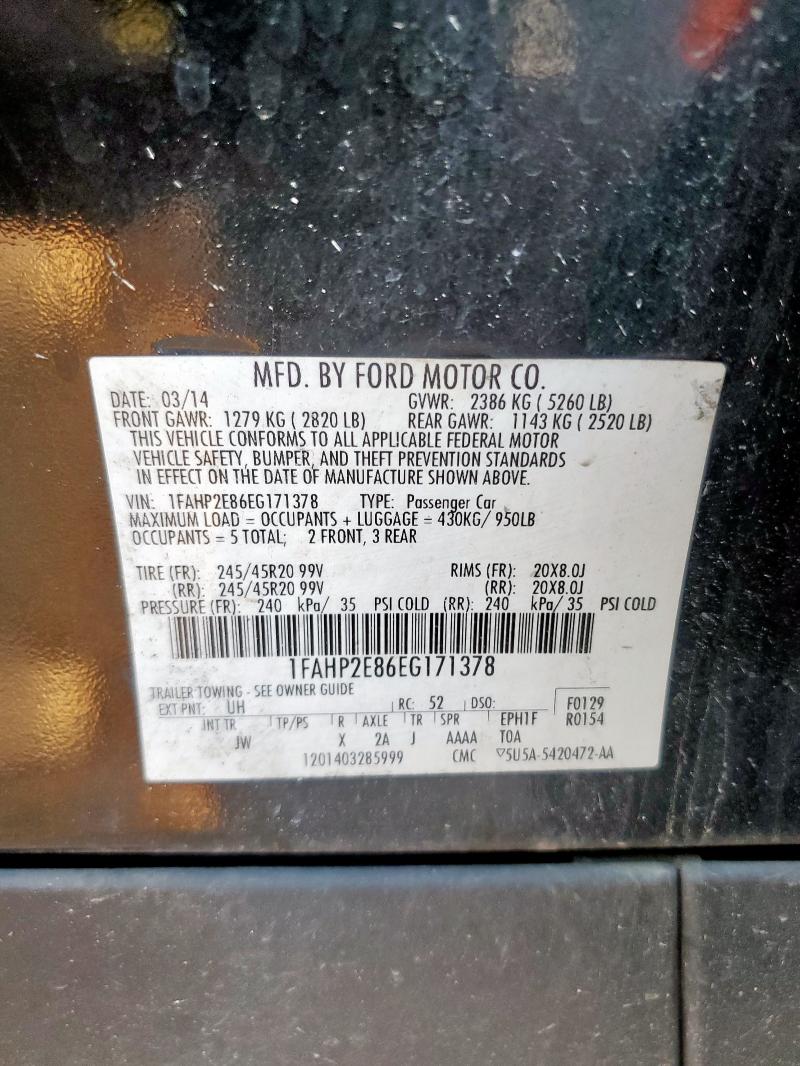 MFD. BY FORD MOTOR CO.
DATE: 03/14 GVWR: 2386 KG ( 5260 LB)
FRONT GAWR: 1279 KG ( 2820 LB) REAR GAWR: 1143 KG ( 2520 LB)
THIS VEHICLE CONFORMS TO ALL APPLICABLE FEDERAL MOTOR
VEHICLE SAFETY, BUMPER, AND THEFT PREVENTION STANDARDS
IN EFFECT ON THE DATE OF MANUFACTURE SHOWN ABOVE.
VIN: 1FAHP2E86EG171378 TYPE: Passenger Car
MAXIMUM LOAD = OCCUPANTS + LUGGAGE = 430KG/ 950LB
OCCUPANTS = 5 TOTAL; 2 FRONT, 3 REAR
TIRE (FR): 245/45R20 99V RIMS (FR): 20X8.0J
(RR): 245/45R20 99V (RR): 20X8.0J
PRESSURE (FR): 240 kPa/ 35 PSI COLD (RR): 240 kPa/ 35 PSI COLD
1FAHP2E86EG171378
TRAILER TOWING - SEE OWNER GUIDE
EXT PNT: UH RC: 52 DSO: F0129
INT TR TP/PS R AXLE TR SPR EPH1F R0154
JW X 2A J AAAA T0A
1201403285999 CMC ▽5U5A-5420472-AA